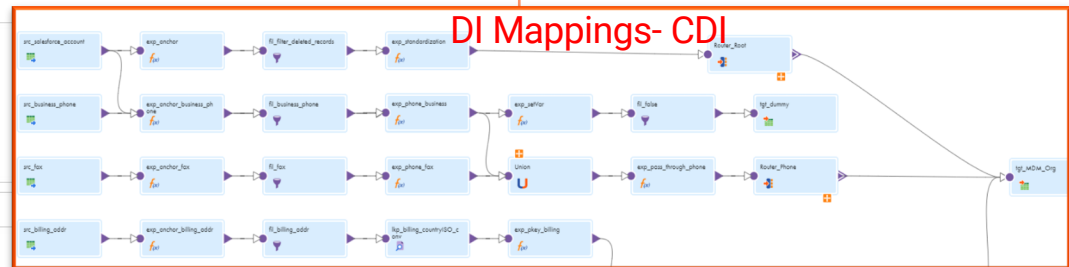 DI Mappings- CDI
src_salesforce_account
exp_anchor
fil_filter_deleted_records
exp_standardization
Router_Root
src_business_phone
exp_anchor_business_ph
one
fil_business_phone
exp_phone_business
exp_setVar
fil_false
tgt_dummy
src_fax
exp_anchor_fax
fil_fax
exp_phone_fax
Union
exp_pass_through_phone
Router_Phone
tgt_MDM_Org
src_billing_addr
exp_anchor_billing_addr
fil_billing_addr
lkp_billing_countryISO_c
onv
exp_pkey_billing